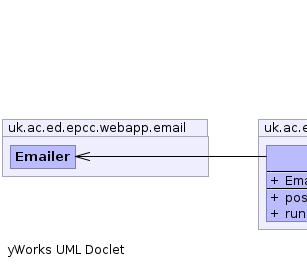 uk.ac.ed.epcc.webapp.email
Emailer
uk.ac.e
+ Ema
+ pos
+ run
yWorks UML Doclet